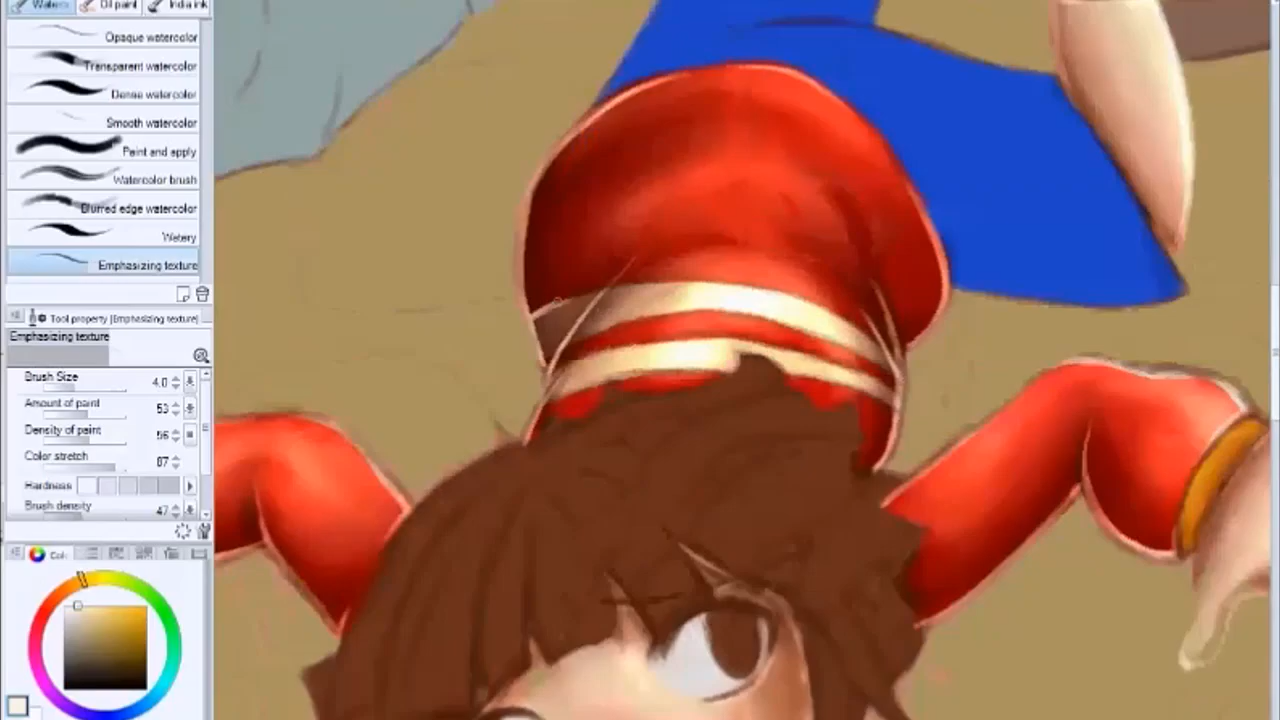 Waterc Oil paint India ink
Opaque watercolor
Transparent watercolor
Dense watercolor
Smooth watercolor
Paint and apply
Watercolor brush
Blurred edge watercolor
Watery
Emphasizing texture
Tool property [Emphasizing texture]
Emphasizing texture
Brush Size 4.0
Amount of paint 53
Density of paint 56
Color stretch 87
Hardness
Brush density 47
Col